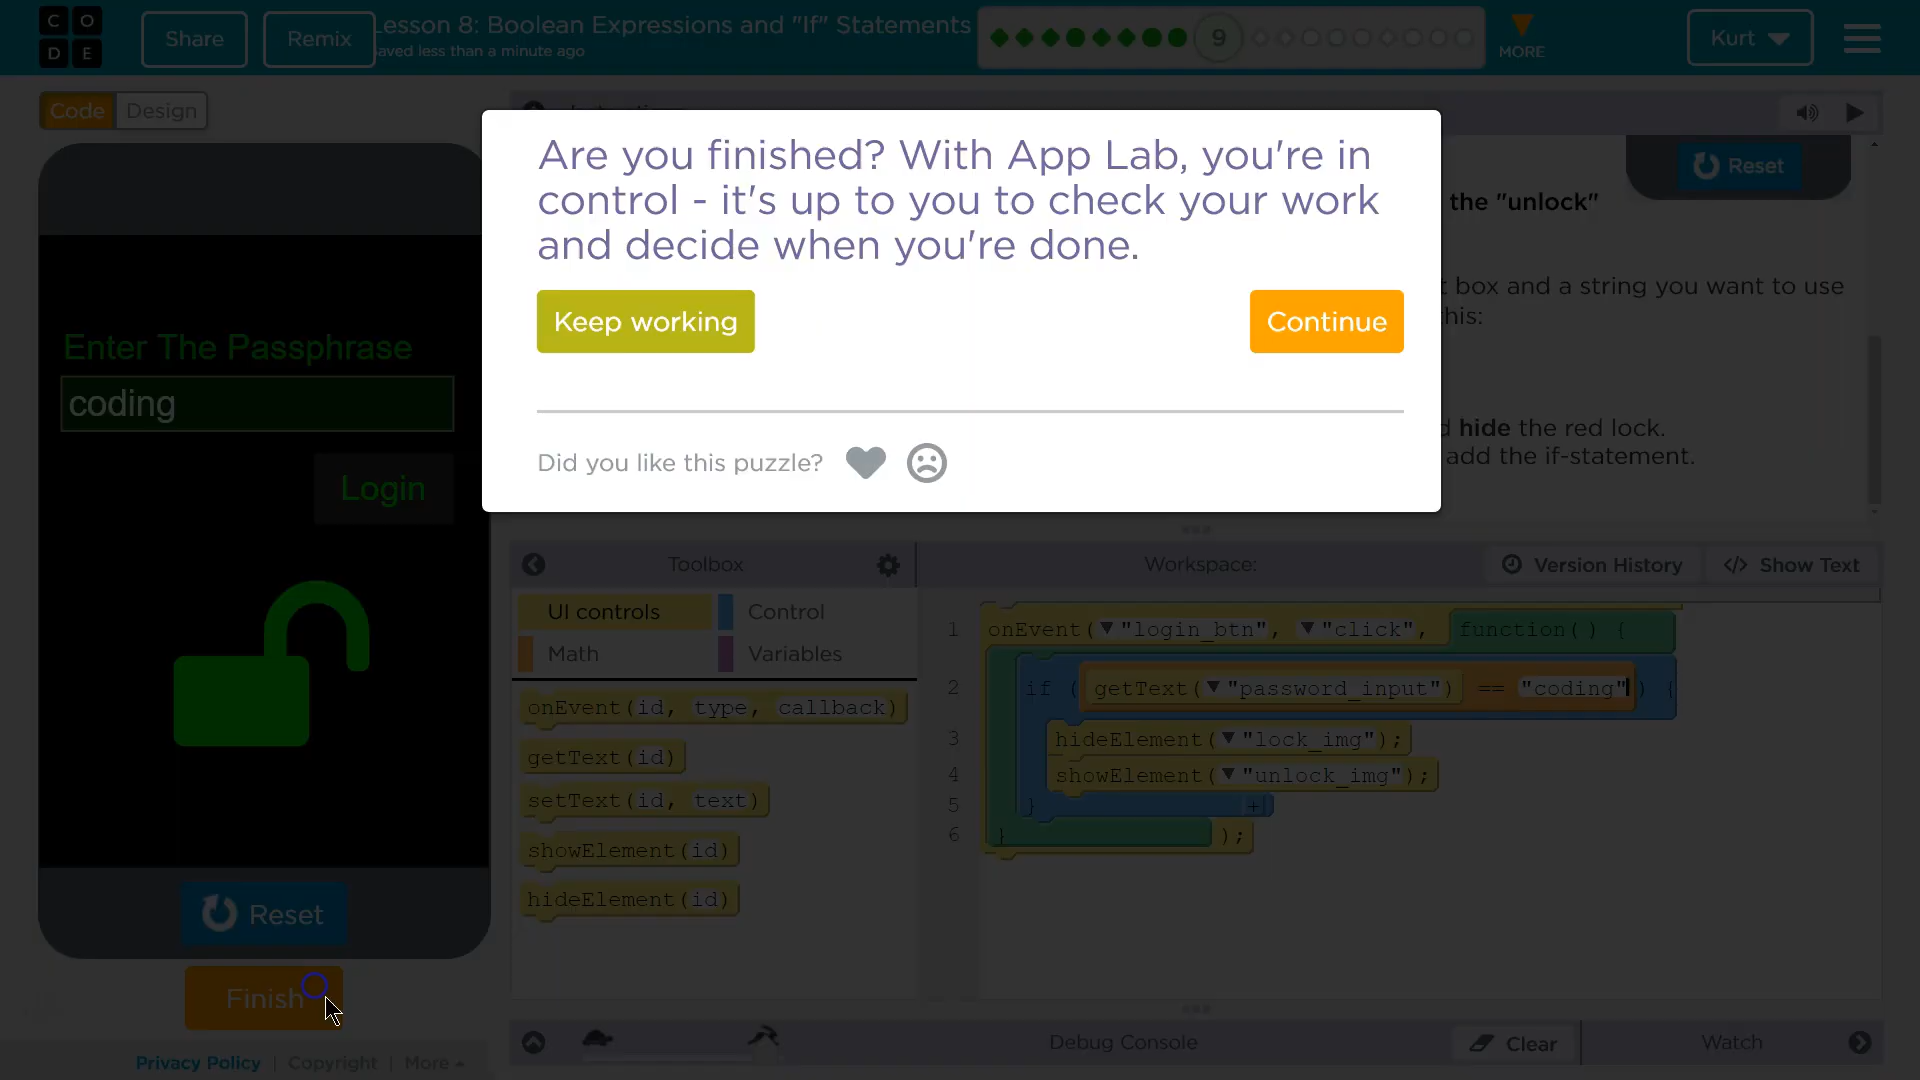 C O
D E
Share
Remix
Lesson 8: Boolean Expressions and "If" Statements
aved less than a minute ago
9
MORE
Kurt
Code
Design
Are you finished? With App Lab, you're in
control - it's up to you to check your work
and decide when you're done.
Keep working
Continue
Did you like this puzzle?
Reset
the "unlock"
t box and a string you want to use
this:
d hide the red lock.
add the if-statement.
Enter The Passphrase
coding
Login
Reset
Finish
Privacy Policy | Copyright | More
Toolbox
Workspace:
Version History
</> Show Text
UI controls
Control
Math
Variables
onEvent(id, type, callback)
getText(id)
setText(id, text)
showElement(id)
hideElement(id)
1 onEvent(▼"login_btn", ▼"click", function() {
2 if (getText(▼"password_input") == "coding") {
3 hideElement(▼"lock_img");
4 showElement(▼"unlock_img");
5 } +
6 } );
Debug Console
Clear
Watch